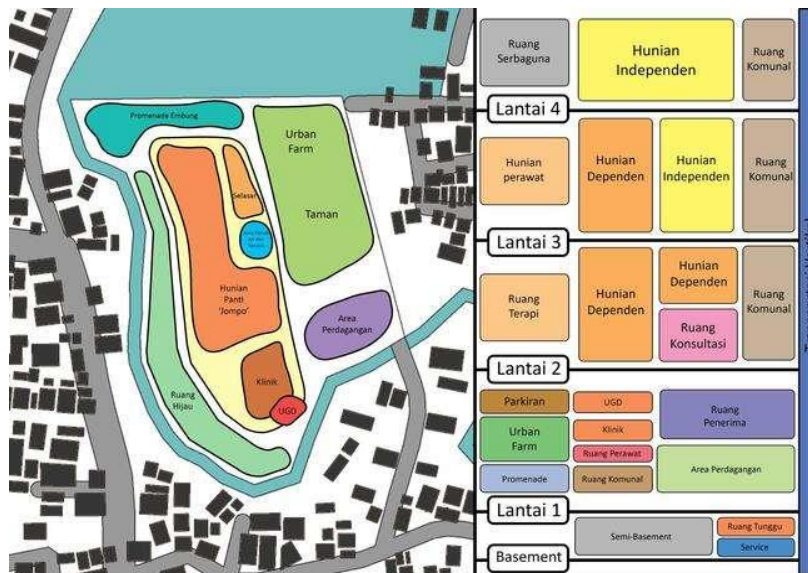 Promenade Embung
Urban
Farm
Taman
Selasar
Hunian
Panti
'Jompo'
Area
Perdagangan
Klinik
UGD
Ruang
Hijau
Ruang
Serbaguna
Hunian
Independen
Ruang
Komunal
Lantai 4
Hunian
perawat
Hunian
Dependen
Hunian
Independen
Ruang
Komunal
Lantai 3
Ruang
Terapi
Hunian
Dependen
Hunian
Dependen
Ruang
Konsultasi
Ruang
Komunal
Lantai 2
Parkiran
UGD
Ruang
Penerima
Urban
Farm
Klinik
Ruang Perawat
Promenade
Ruang Komunal
Area Perdagangan
Lantai 1
Semi-Basement
Ruang Tunggu
Service
Basement